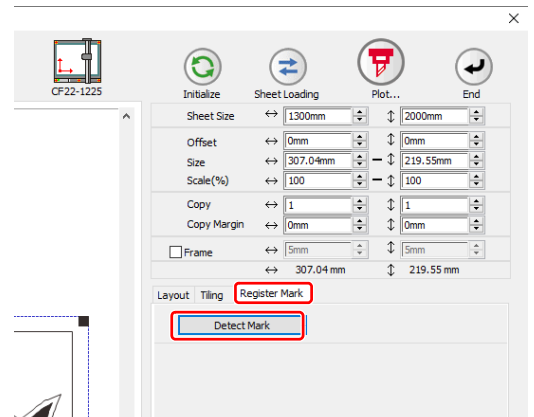 CF22-1225
Initialize Sheet Loading Plot... End
Sheet Size 1300mm 2000mm
Offset 0mm 0mm
Size 307.04mm 219.55mm
Scale(%) 100 100
Copy 1 1
Copy Margin 0mm 0mm
Frame 5mm 5mm
307.04 mm 219.55 mm
Layout Tiling Register Mark
Detect Mark